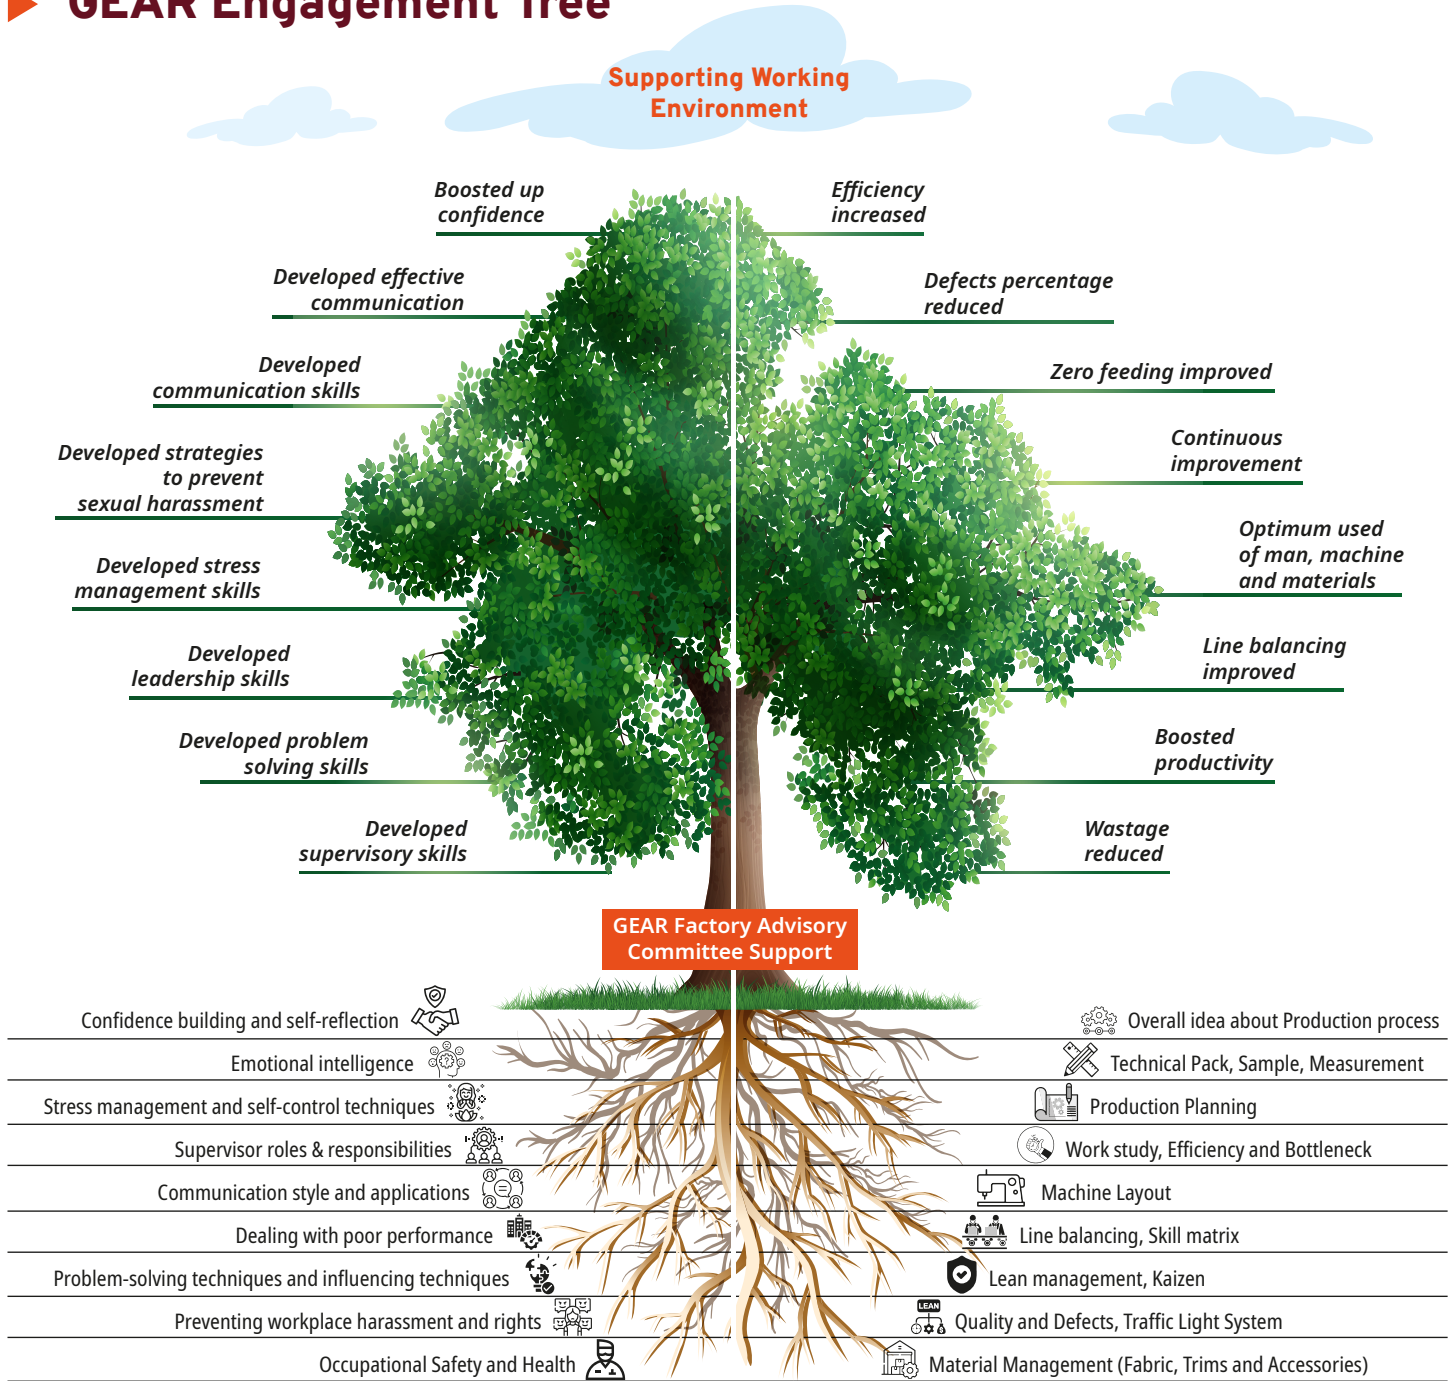 GEAR Engagement Tree
Supporting Working
Environment
Boosted up
confidence
Developed effective
communication
Developed
communication skills
Developed strategies
to prevent
sexual harassment
Developed stress
management skills
Developed
leadership skills
Developed problem
solving skills
Developed
supervisory skills
Efficiency
increased
Defects percentage
reduced
Zero feeding improved
Continuous
improvement
Optimum used
of man, machine
and materials
Line balancing
improved
Boosted
productivity
Wastage
reduced
GEAR Factory Advisory
Committee Support
Confidence building and self-reflection
Emotional intelligence
Stress management and self-control techniques
Supervisor roles & responsibilities
Communication style and applications
Dealing with poor performance
Problem-solving techniques and influencing techniques
Preventing workplace harassment and rights
Occupational Safety and Health
Overall idea about Production process
Technical Pack, Sample, Measurement
Production Planning
Work study, Efficiency and Bottleneck
Machine Layout
Line balancing, Skill matrix
Lean management, Kaizen
LEAN
Quality and Defects, Traffic Light System
Material Management (Fabric, Trims and Accessories)